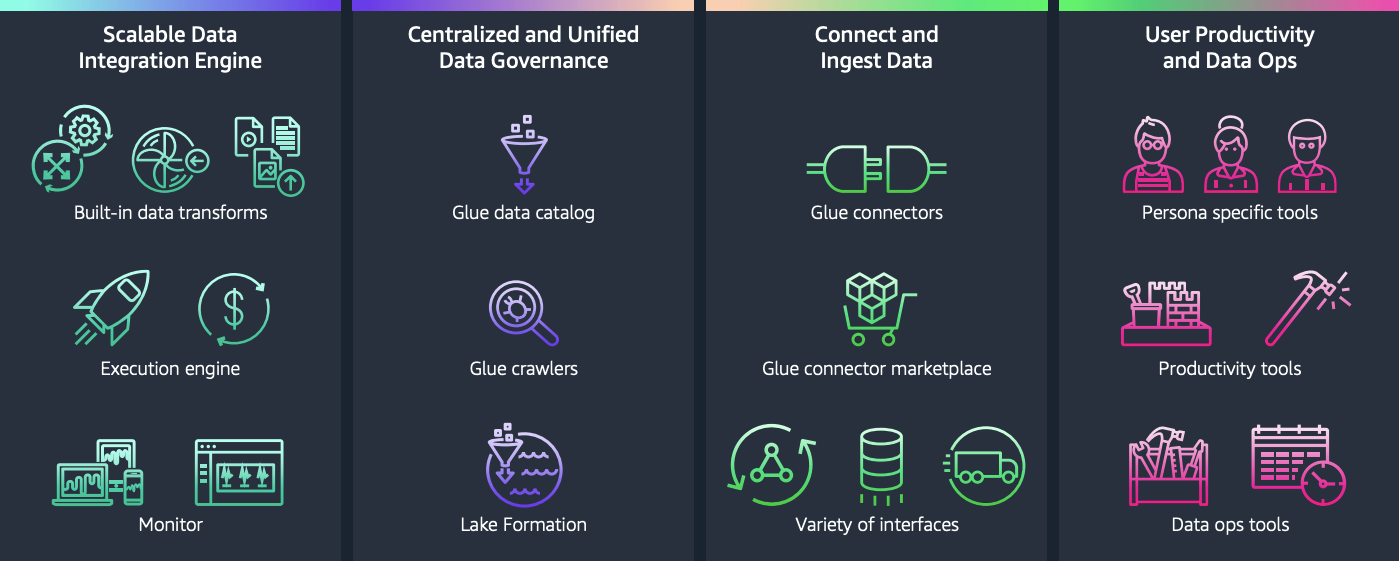 Scalable Data
Integration Engine
Built-in data transforms
Execution engine
Monitor
Centralized and Unified
Data Governance
Glue data catalog
Glue crawlers
Lake Formation
Connect and
Ingest Data
Glue connectors
Glue connector marketplace
Variety of interfaces
User Productivity
and Data Ops
Persona specific tools
Productivity tools
Data ops tools